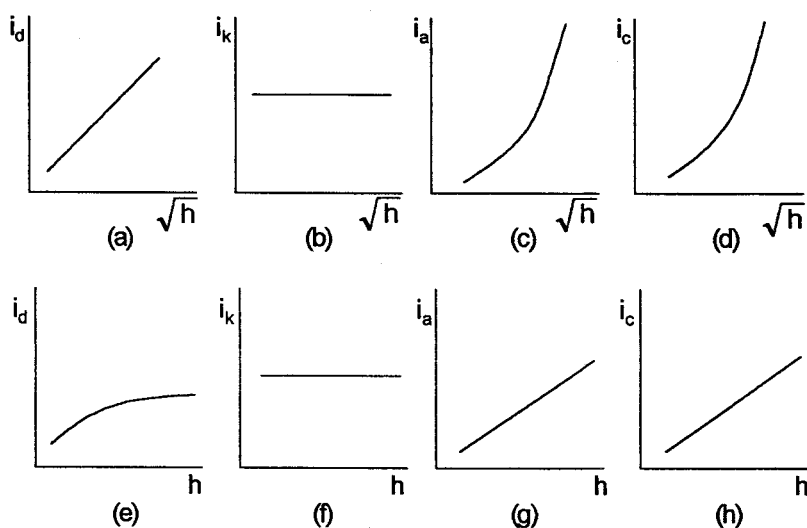 i_d i_k i_a i_c
√h √h √h √h
(a) (b) (c) (d)
i_d i_k i_a i_c
h h h h
(e) (f) (g) (h)